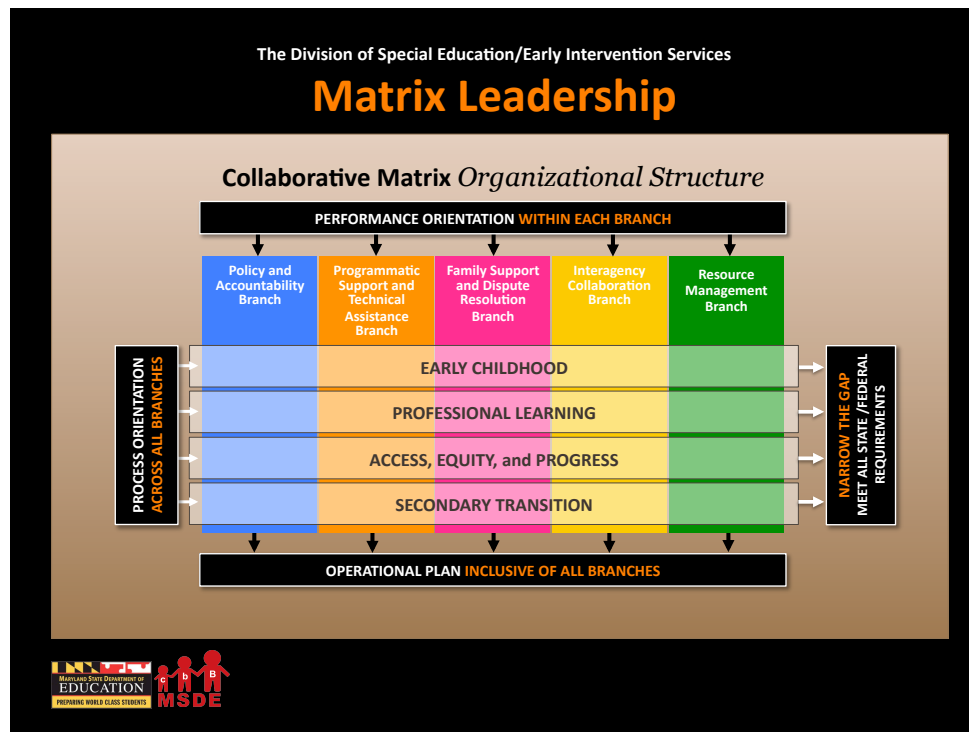 The Division of Special Education/Early Intervention Services
Matrix Leadership
Collaborative Matrix Organizational Structure
PERFORMANCE ORIENTATION WITHIN EACH BRANCH
Policy and
Accountability
Branch
Programmatic
Support and
Technical
Assistance
Branch
Family Support
and Dispute
Resolution
Branch
Interagency
Collaboration
Branch
Resource
Management
Branch
PROCESS ORIENTATION
ACROSS ALL BRANCHES
EARLY CHILDHOOD
PROFESSIONAL LEARNING
ACCESS, EQUITY, and PROGRESS
SECONDARY TRANSITION
NARROW THE GAP
MEET ALL STATE /FEDERAL
REQUIREMENTS
OPERATIONAL PLAN INCLUSIVE OF ALL BRANCHES
MARYLAND STATE DEPARTMENT OF
EDUCATION
PREPARING WORLD CLASS STUDENTS
c b B
MSDE